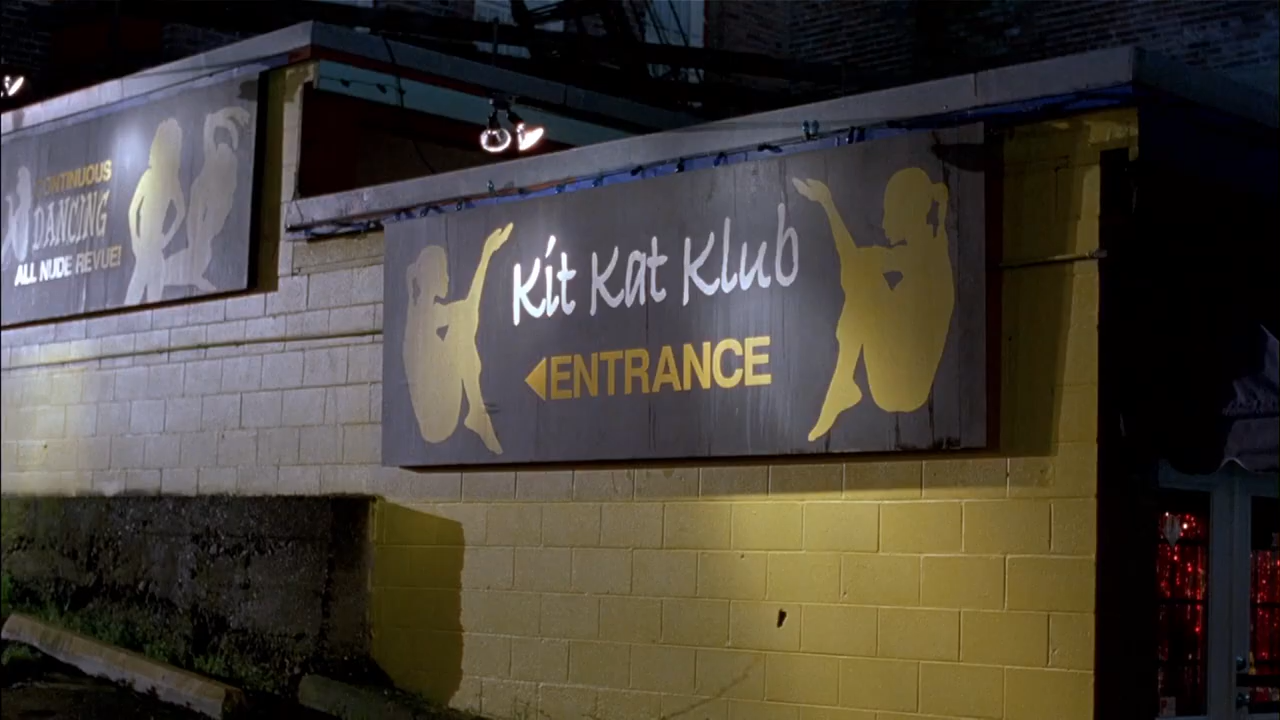 CONTINUOUS
DANCING
ALL NUDE REVUE!
Kit Kat Klub
ENTRANCE